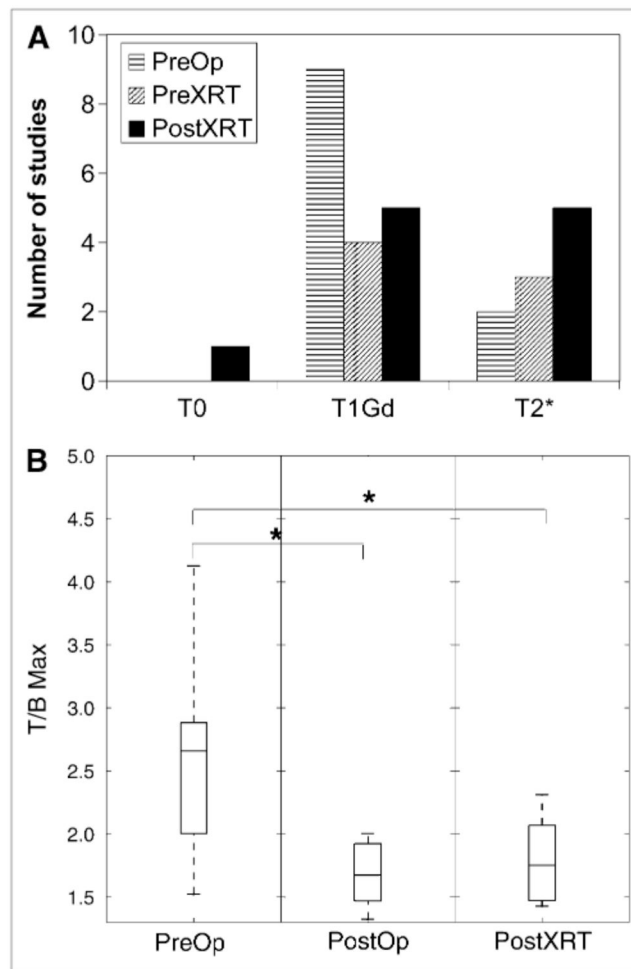 A
10
PreOp
PreXRT
PostXRT
8
6
4
2
0
Number of studies
T0 T1Gd T2*
B
5.0
4.5
4.0
3.5
3.0
2.5
2.0
1.5
T/B Max
*
*
PreOp PostOp PostXRT